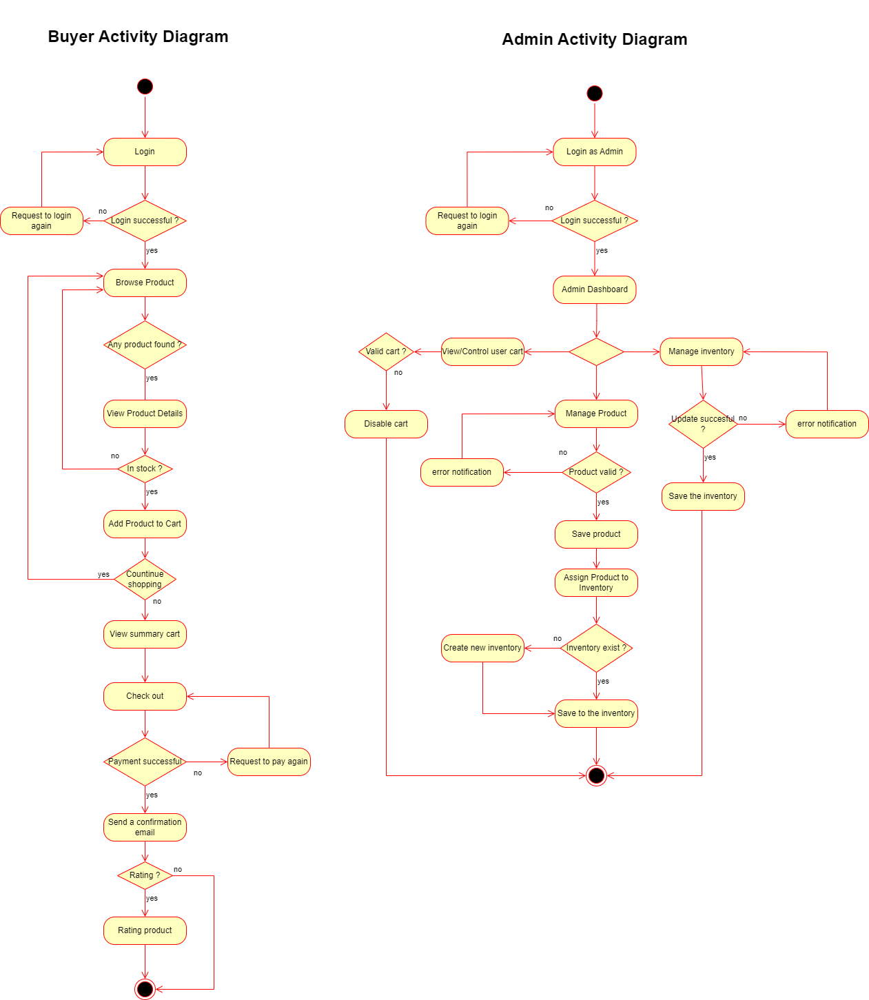 Buyer Activity Diagram
Login
Request to login
again
no
Login successful ?
yes
Browse Product
Any product found ?
yes
View Product Details
no
In stock ?
yes
Add Product to Cart
yes
Countinue
shopping
no
View summary cart
Check out
Payment successful
no
Request to pay again
yes
Send a confirmation
email
Rating ?
no
yes
Rating product
Admin Activity Diagram
Login as Admin
Request to login
again
no
Login successful ?
yes
Admin Dashboard
Valid cart ?
View/Control user cart
Manage inventory
no
Disable cart
Manage Product
Update succesful
?
no
error notification
yes
Save the inventory
no
error notification
Product valid ?
yes
Save product
Assign Product to
Inventory
Create new inventory
no
Inventory exist ?
yes
Save to the inventory